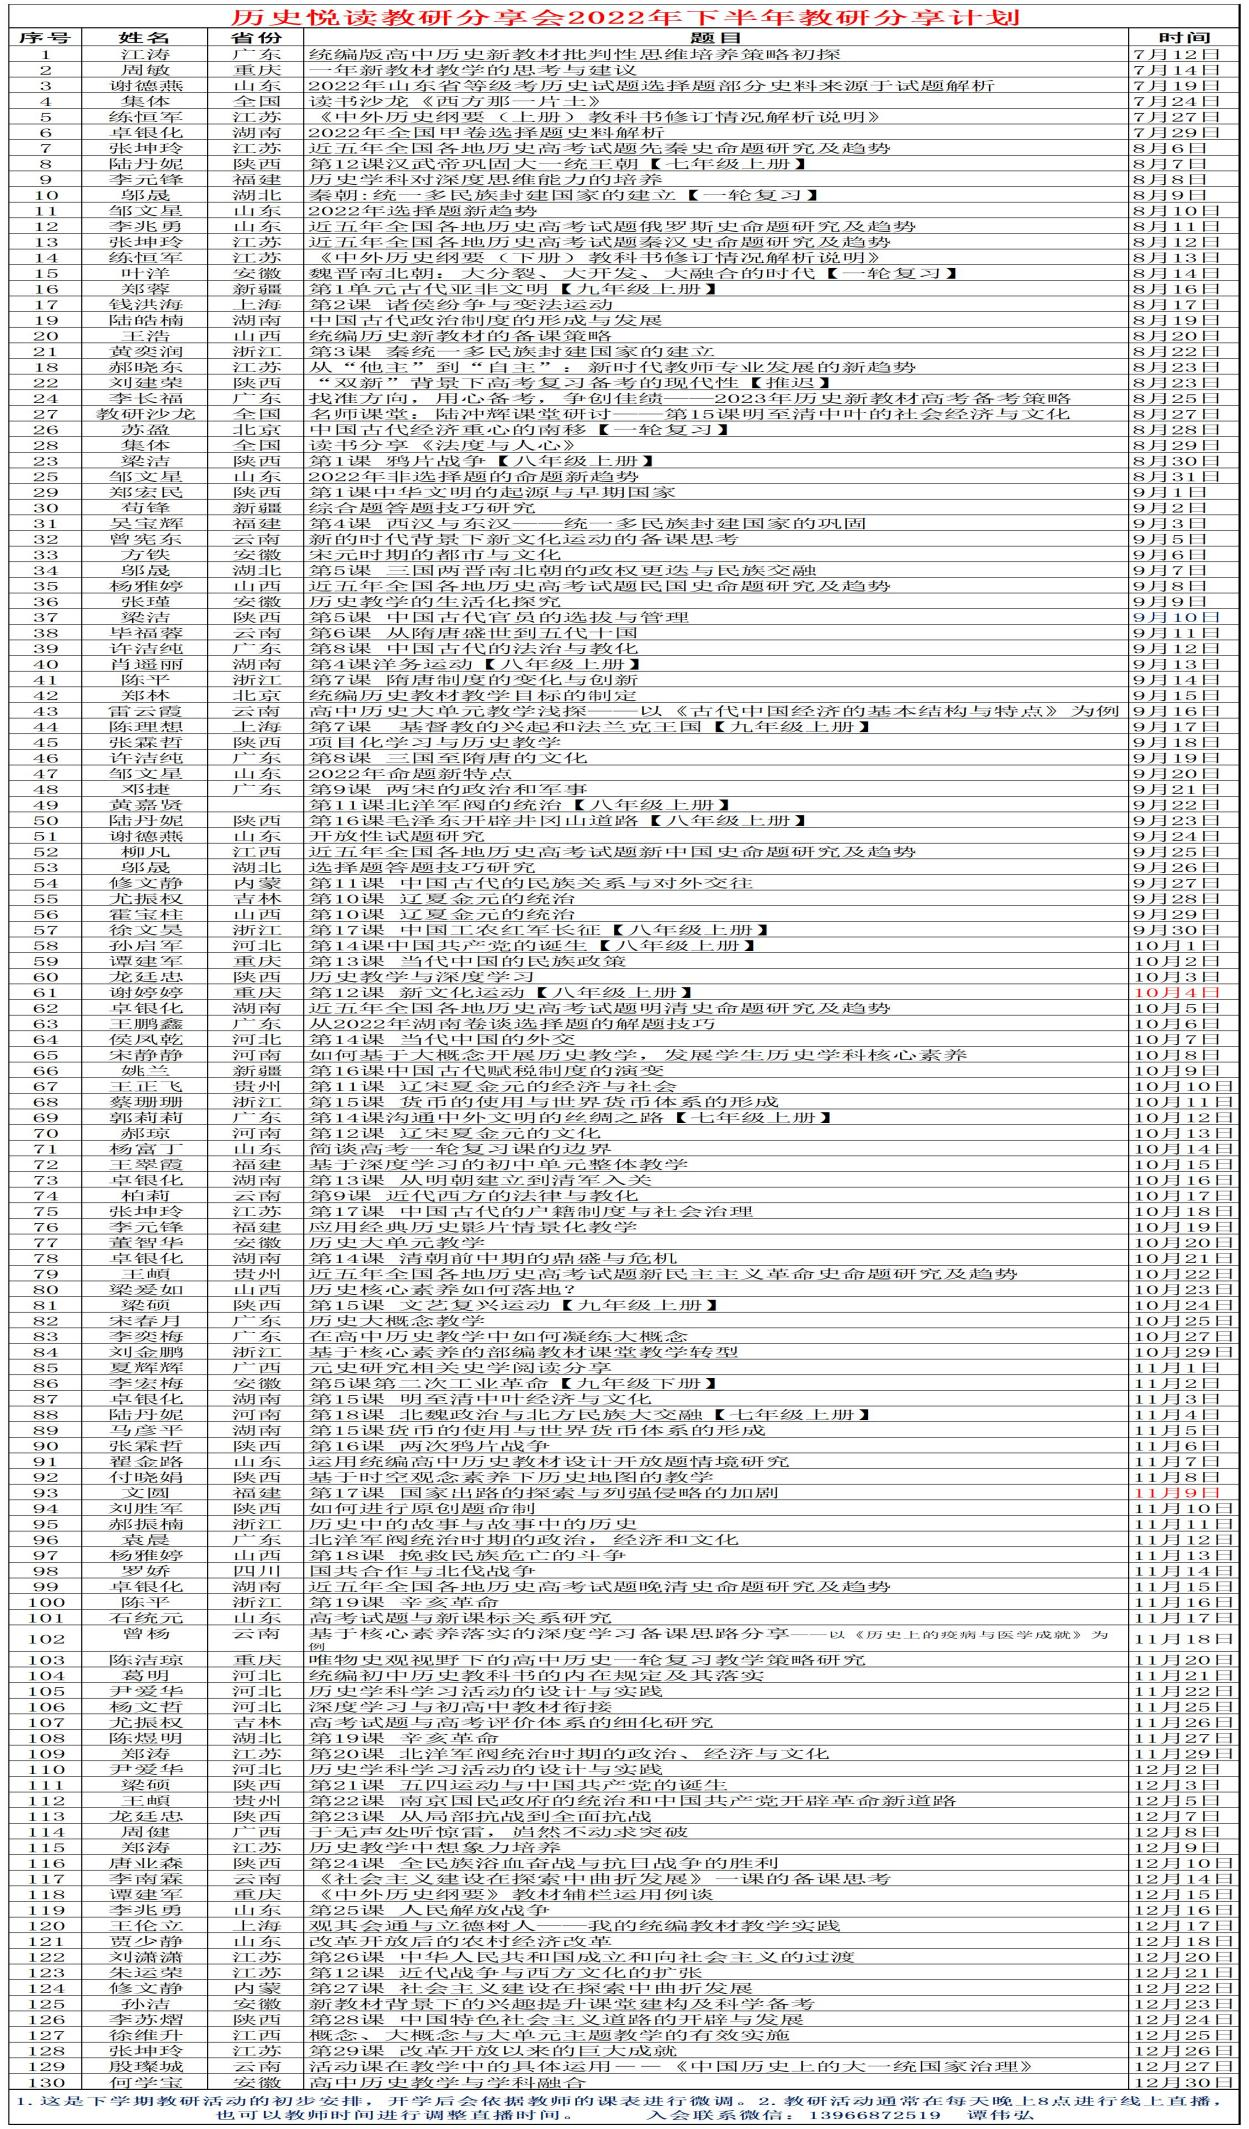 历史悦读教研分享会2022年下半年教研分享计划
序号 姓名 省份 题目 时间
1 江涛 广东 统编版高中历史新教材批判性思维培养策略初探 7月12日
2 周敏 重庆 一年新教材教学的思考与建议 7月14日
3 谢德燕 山东 2022年山东省等级考历史试题选择题部分史料来源于试题解析 7月19日
4 集体 全国 读书沙龙《西方那一片土》 7月24日
5 练恒军 江苏 《中外历史纲要（上册）教科书修订情况解析说明》 7月27日
6 卓银化 湖南 2022年全国甲卷选择题史料解析 7月29日
7 张坤玲 江苏 近五年全国各地历史高考试题先秦史命题研究及趋势 8月6日
8 陆丹妮 陕西 第12课汉武帝巩固大一统王朝【七年级上册】 8月7日
9 李元锋 福建 历史学科对深度思维能力的培养 8月8日
10 邬晟 湖北 秦朝:统一多民族封建国家的建立【一轮复习】 8月9日
11 邹文星 山东 2022年选择题新趋势 8月10日
12 李兆勇 山东 近五年全国各地历史高考试题俄罗斯史命题研究及趋势 8月11日
13 张坤玲 江苏 近五年全国各地历史高考试题秦汉史命题研究及趋势 8月12日
14 练恒军 江苏 《中外历史纲要（下册）教科书修订情况解析说明》 8月13日
15 叶洋 安徽 魏晋南北朝：大分裂、大开发、大融合的时代【一轮复习】 8月14日
16 郑蓉 新疆 第1单元古代亚非文明【九年级上册】 8月16日
17 钱洪海 上海 第2课 诸侯纷争与变法运动 8月17日
19 陆皓楠 湖南 中国古代政治制度的形成与发展 8月19日
20 王浩 山西 统编历史新教材的备课策略 8月20日
21 黄奕润 浙江 第3课 秦统一多民族封建国家的建立 8月22日
18 郝晓东 江苏 从“他主”到“自主”：新时代教师专业发展的新趋势 8月23日
22 刘建荣 陕西 “双新”背景下高考复习备考的现代性【推迟】 8月23日
24 李长福 广东 找准方向，用心备考，争创佳绩——2023年历史新教材高考备考策略 8月25日
27 教研沙龙 全国 名师课堂：陆冲辉课堂研讨——第15课明至清中叶的社会经济与文化 8月27日
26 苏盈 北京 中国古代经济重心的南移【一轮复习】 8月28日
28 集体 全国 读书分享《法度与人心》 8月29日
23 梁洁 陕西 第1课 鸦片战争【八年级上册】 8月30日
25 邹文星 山东 2022年非选择题的命题新趋势 8月31日
29 郑宏民 陕西 第1课中华文明的起源与早期国家 9月1日
30 苟锋 新疆 综合题答题技巧研究 9月2日
31 吴宝辉 福建 第4课 西汉与东汉——统一多民族封建国家的巩固 9月3日
32 曾宪东 云南 新的时代背景下新文化运动的备课思考 9月5日
33 方铁 安徽 宋元时期的都市与文化 9月6日
34 邬晟 湖北 第5课 三国两晋南北朝的政权更迭与民族交融 9月7日
35 杨雅婷 山西 近五年全国各地历史高考试题民国史命题研究及趋势 9月8日
36 张瑾 安徽 历史教学的生活化探究 9月9日
37 梁洁 陕西 第5课 中国古代官员的选拔与管理 9月10日
38 毕福蓉 云南 第6课 从隋唐盛世到五代十国 9月11日
39 许洁纯 广东 第8课 中国古代的法治与教化 9月12日
40 肖遥丽 湖南 第4课洋务运动【八年级上册】 9月13日
41 陈平 浙江 第7课 隋唐制度的变化与创新 9月14日
42 郑林 北京 统编历史教材教学目标的制定 9月15日
43 雷云霞 云南 高中历史大单元教学浅探——以《古代中国经济的基本结构与特点》为例 9月16日
44 陈理想 上海 第7课 基督教的兴起和法兰克王国【九年级上册】 9月17日
45 张霖哲 陕西 项目化学习与历史教学 9月18日
46 许洁纯 广东 第8课 三国至隋唐的文化 9月19日
47 邹文星 山东 2022年命题新特点 9月20日
48 邓捷 广东 第9课 两宋的政治和军事 9月21日
49 黄嘉贤 第11课北洋军阀的统治【八年级上册】 9月22日
50 陆丹妮 陕西 第16课毛泽东开辟井冈山道路【八年级上册】 9月23日
51 谢德燕 山东 开放性试题研究 9月24日
52 柳凡 江西 近五年全国各地历史高考试题新中国史命题研究及趋势 9月25日
53 邬晟 湖北 选择题答题技巧研究 9月26日
54 修文静 内蒙 第11课 中国古代的民族关系与对外交往 9月27日
55 尤振权 吉林 第10课 辽夏金元的统治 9月28日
56 霍宝柱 山西 第10课 辽夏金元的统治 9月29日
57 徐文昊 浙江 第17课 中国工农红军长征【八年级上册】 9月30日
58 孙启军 河北 第14课中国共产党的诞生【八年级上册】 10月1日
59 谭建军 重庆 第13课 当代中国的民族政策 10月2日
60 龙廷忠 陕西 历史教学与深度学习 10月3日
61 谢婷婷 重庆 第12课 新文化运动【八年级上册】 10月4日
62 卓银化 湖南 近五年全国各地历史高考试题明清史命题研究及趋势 10月5日
63 王鹏鑫 广东 从2022年湖南卷谈选择题的解题技巧 10月6日
64 侯凤乾 河北 第14课 当代中国的外交 10月7日
65 宋静静 河南 如何基于大概念开展历史教学，发展学生历史学科核心素养 10月8日
66 姚兰 新疆 第16课中国古代赋税制度的演变 10月9日
67 王正飞 贵州 第11课 辽宋夏金元的经济与社会 10月10日
68 蔡珊珊 浙江 第15课 货币的使用与世界货币体系的形成 10月11日
69 郭莉莉 广东 第14课沟通中外文明的丝绸之路【七年级上册】 10月12日
70 郝琼 河南 第12课 辽宋夏金元的文化 10月13日
71 杨富丁 山东 简谈高考一轮复习课的边界 10月14日
72 王翠霞 福建 基于深度学习的初中单元整体教学 10月15日
73 卓银化 湖南 第13课 从明朝建立到清军入关 10月16日
74 柏莉 云南 第9课 近代西方的法律与教化 10月17日
75 张坤玲 江苏 第17课 中国古代的户籍制度与社会治理 10月18日
76 李元锋 福建 应用经典历史影片情景化教学 10月19日
77 董智华 安徽 历史大单元教学 10月20日
78 卓银化 湖南 第14课 清朝前中期的鼎盛与危机 10月21日
79 王崸 贵州 近五年全国各地历史高考试题新民主主义革命史命题研究及趋势 10月22日
80 梁爱如 山西 历史核心素养如何落地? 10月23日
81 梁硕 陕西 第15课 文艺复兴运动【九年级上册】 10月24日
82 宋春月 广东 历史大概念教学 10月25日
83 李奕梅 广东 在高中历史教学中如何凝练大概念 10月27日
84 刘金鹏 浙江 基于核心素养的部编教材课堂教学转型 10月29日
85 夏辉辉 广西 元史研究相关史学阅读分享 11月1日
86 李宏梅 安徽 第5课第二次工业革命【九年级下册】 11月2日
87 卓银化 湖南 第15课 明至清中叶经济与文化 11月3日
88 陆丹妮 河南 第18课 北魏政治与北方民族大交融【七年级上册】 11月4日
89 马彦平 湖南 第15课货币的使用与世界货币体系的形成 11月5日
90 张霖哲 陕西 第16课 两次鸦片战争 11月6日
91 翟金路 山东 运用统编高中历史教材设计开放题情境研究 11月7日
92 付晓娟 陕西 基于时空观念素养下历史地图的教学 11月8日
93 文圆 福建 第17课 国家出路的探索与列强侵略的加剧 11月9日
94 刘胜军 陕西 如何进行原创题命制 11月10日
95 郝振楠 浙江 历史中的故事与故事中的历史 11月11日
96 袁晨 广东 北洋军阀统治时期的政治，经济和文化 11月12日
97 杨雅婷 山西 第18课 挽救民族危亡的斗争 11月13日
98 罗娇 四川 国共合作与北伐战争 11月14日
99 卓银化 湖南 近五年全国各地历史高考试题晚清史命题研究及趋势 11月15日
100 陈平 浙江 第19课 辛亥革命 11月16日
101 石统元 山东 高考试题与新课标关系研究 11月17日
102 曾杨 云南 基于核心素养落实的深度学习备课思路分享——以《历史上的疫病与医学成就》为 11月18日
例
103 陈洁琼 重庆 唯物史观视野下的高中历史一轮复习教学策略研究 11月20日
104 葛明 河北 统编初中历史教科书的内在规定及其落实 11月21日
105 尹爱华 河北 历史学科学习活动的设计与实践 11月22日
106 杨文哲 河北 深度学习与初高中教材衔接 11月25日
107 尤振权 吉林 高考试题与高考评价体系的细化研究 11月26日
108 陈煜明 湖北 第19课 辛亥革命 11月27日
109 郑涛 江苏 第20课 北洋军阀统治时期的政治、经济与文化 11月29日
110 尹爱华 河北 历史学科学习活动的设计与实践 12月2日
111 梁硕 陕西 第21课 五四运动与中国共产党的诞生 12月3日
112 王崸 贵州 第22课 南京国民政府的统治和中国共产党开辟革命新道路 12月5日
113 龙廷忠 陕西 第23课 从局部抗战到全面抗战 12月7日
114 周健 广西 于无声处听惊雷，岿然不动求突破 12月8日
115 郑涛 江苏 历史教学中想象力培养 12月9日
116 唐业森 陕西 第24课 全民族浴血奋战与抗日战争的胜利 12月10日
117 李南霖 云南 《社会主义建设在探索中曲折发展》一课的备课思考 12月14日
118 谭建军 重庆 《中外历史纲要》教材辅栏运用例谈 12月15日
119 李兆勇 山东 第25课 人民解放战争 12月16日
120 王伦立 上海 观其会通与立德树人——我的统编教材教学实践 12月17日
121 贾少静 山东 改革开放后的农村经济改革 12月18日
122 刘潇潇 江苏 第26课 中华人民共和国成立和向社会主义的过渡 12月20日
123 朱运荣 江苏 第12课 近代战争与西方文化的扩张 12月21日
124 修文静 内蒙 第27课 社会主义建设在探索中曲折发展 12月22日
125 孙洁 安徽 新教材背景下的兴趣提升课堂建构及科学备考 12月23日
126 李苏熠 陕西 第28课 中国特色社会主义道路的开辟与发展 12月24日
127 徐维升 江西 概念、大概念与大单元主题教学的有效实施 12月25日
128 张坤玲 江苏 第29课 改革开放以来的巨大成就 12月26日
129 殷璨城 云南 活动课在教学中的具体运用——《中国历史上的大一统国家治理》 12月27日
130 何学宝 安徽 高中历史教学与学科融合 12月30日
1.这是下学期教研活动的初步安排，开学后会依据教师的课表进行微调。2.教研活动通常在每天晚上8点进行线上直播，
也可以教师时间进行调整直播时间。 入会联系微信：13966872519 谭伟弘